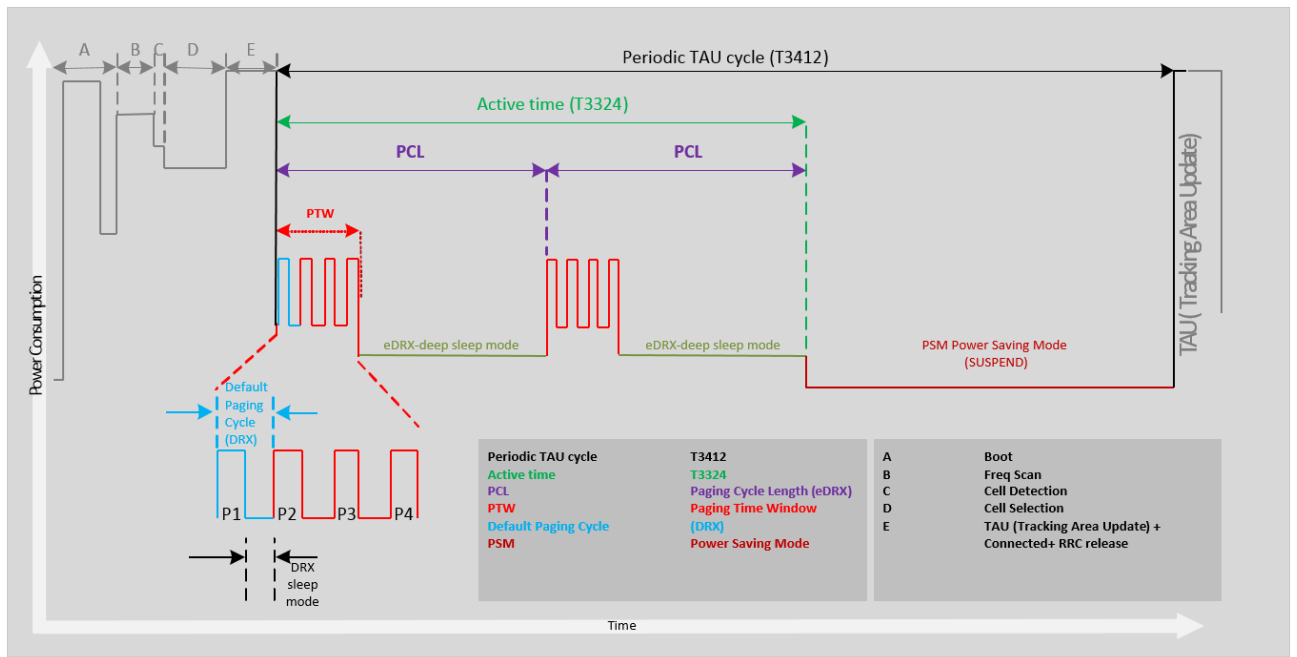 A
B
C
D
E
Periodic TAU cycle (T3412)
Active time (T3324)
PCL
PCL
PTW
TAU( Tracking Area Update)
Power Consumption
eDRX-deep sleep mode
eDRX-deep sleep mode
PSM Power Saving Mode
(SUSPEND)
Default
Paging
Cycle
(DRX)
P1
P2
P3
P4
DRX
sleep
mode
Periodic TAU cycle T3412
Active time T3324
PCL Paging Cycle Length (eDRX)
PTW Paging Time Window
Default Paging Cycle (DRX)
PSM Power Saving Mode
A Boot
B Freq Scan
C Cell Detection
D Cell Selection
E TAU (Tracking Area Update) +
Connected+ RRC release
Time